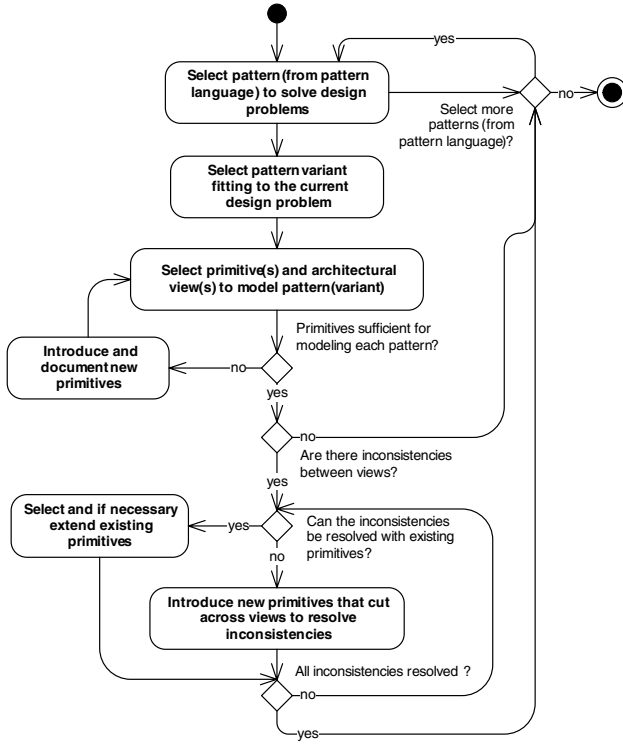 yes
Select pattern (from pattern
language) to solve design
problems
no
Select more
patterns (from
pattern language)?
Select pattern variant
fitting to the current
design problem
Select primitive(s) and architectural
view(s) to model pattern (variant)
Primitives sufficient for
modeling each pattern?
Introduce and
document new
primitives
no
yes
no
Are there inconsistencies
between views?
yes
Select and if necessary
extend existing
primitives
yes
Can the inconsistencies
be resolved with existing
primitives?
no
Introduce new primitives that cut
across views to resolve
inconsistencies
All inconsistencies resolved ?
no
yes